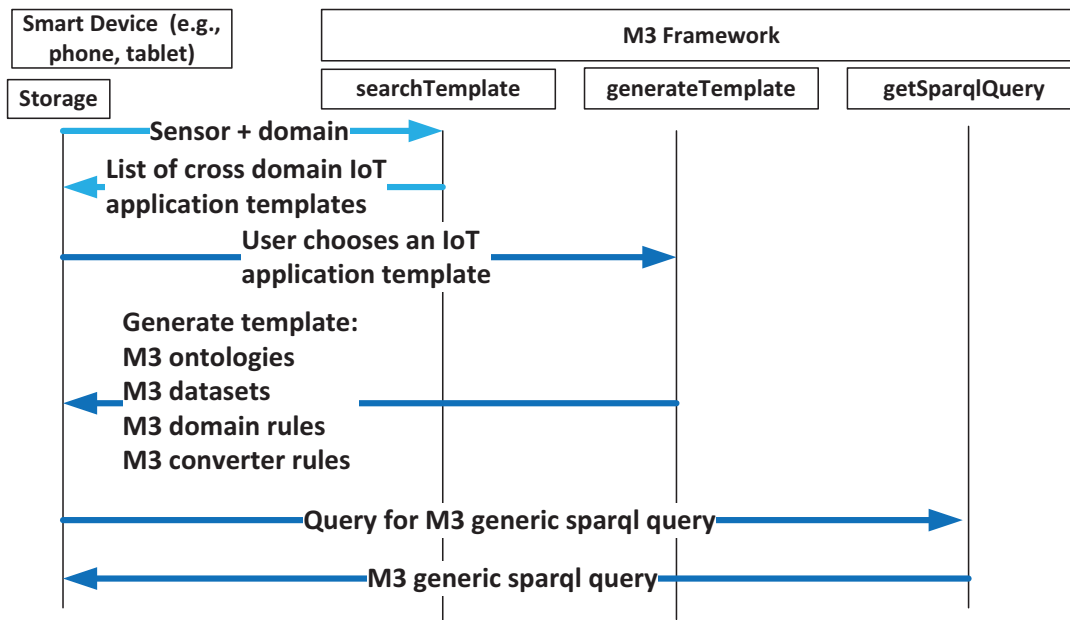 Smart Device (e.g.,
phone, tablet)
M3 Framework
Storage
searchTemplate
generateTemplate
getSparqlQuery
Sensor + domain
List of cross domain IoT
application templates
User chooses an IoT
application template
Generate template:
M3 ontologies
M3 datasets
M3 domain rules
M3 converter rules
Query for M3 generic sparql query
M3 generic sparql query